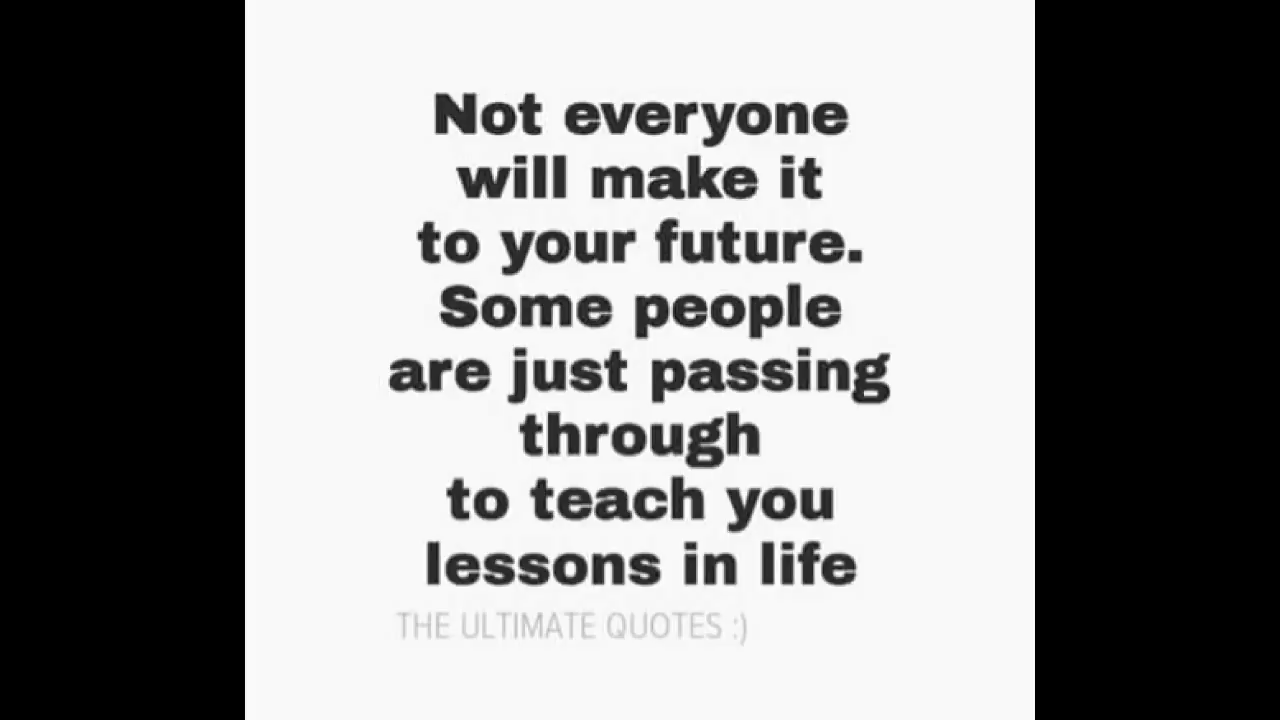 Not everyone
will make it
to your future.
Some people
are just passing
through
to teach you
lessons in life
THE ULTIMATE QUOTES :)